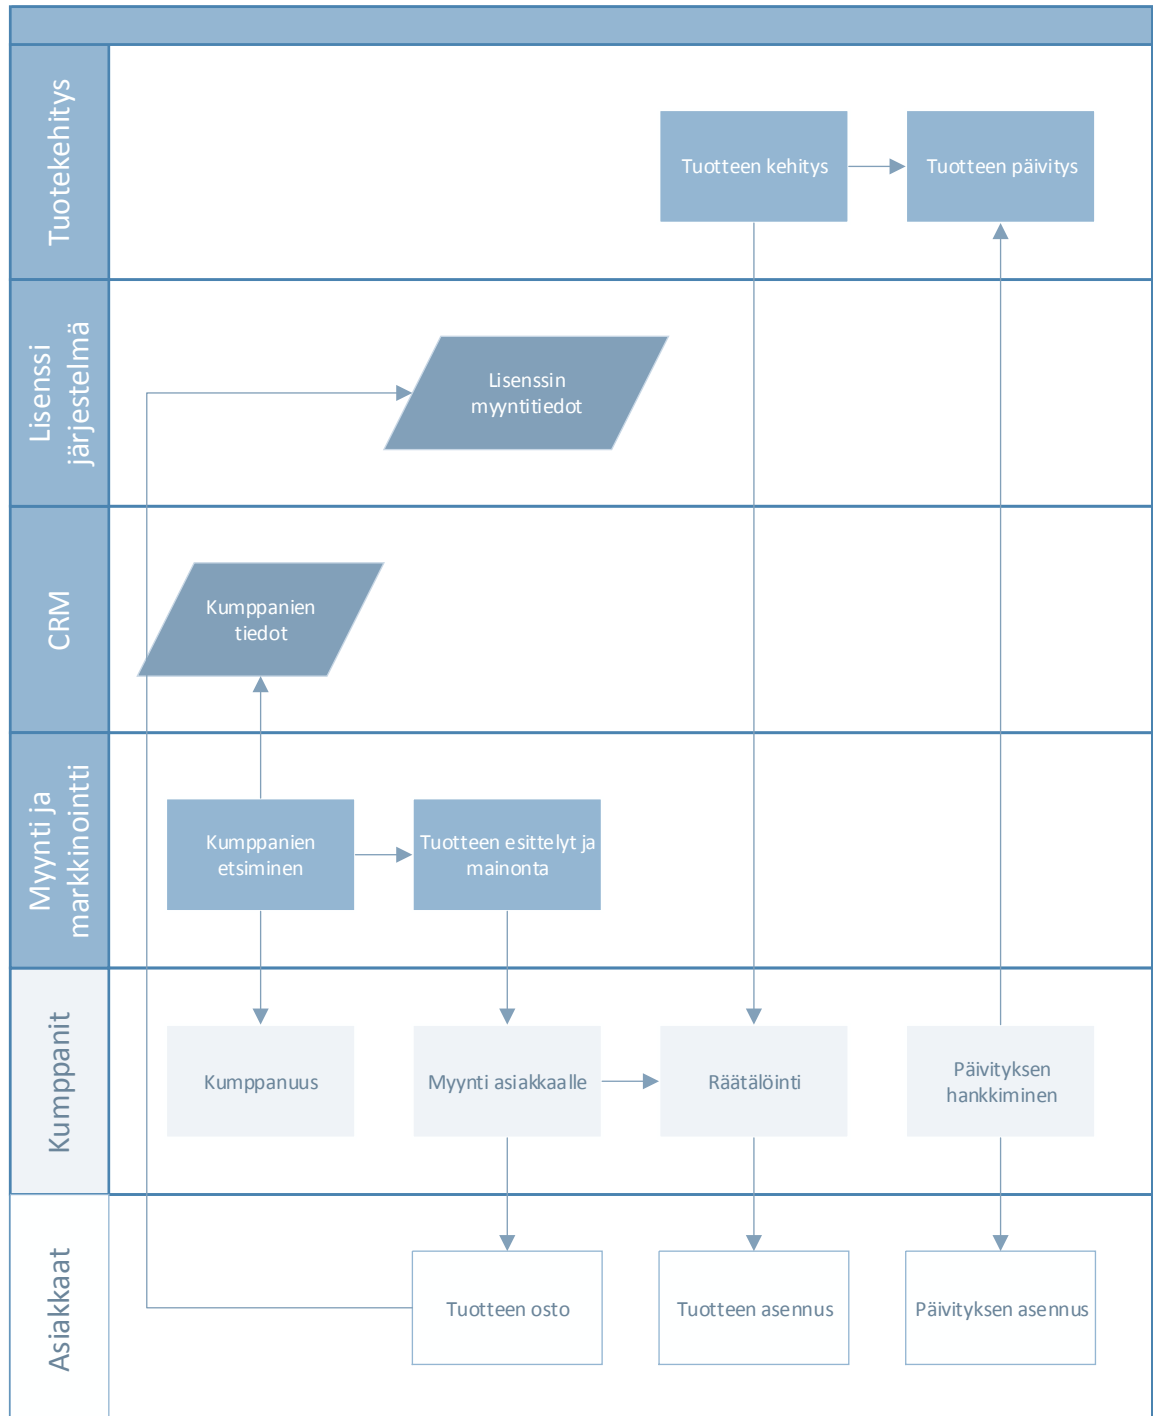 Tuotekehitys
Tuotteen kehitys
Tuotteen päivitys
Lisenssi
järjestelmä
Lisenssin
myyntitiedot
CRM
Kumppanien
tiedot
Myynti ja
markkinointti
Kumppanien
etsiminen
Tuotteen esittelyt ja
mainonta
Kumppanit
Kumppanuus
Myynti asiakkaalle
Räätälöinti
Päivityksen
hankkiminen
Asiakkaat
Tuotteen osto
Tuotteen asennus
Päivityksen asennus